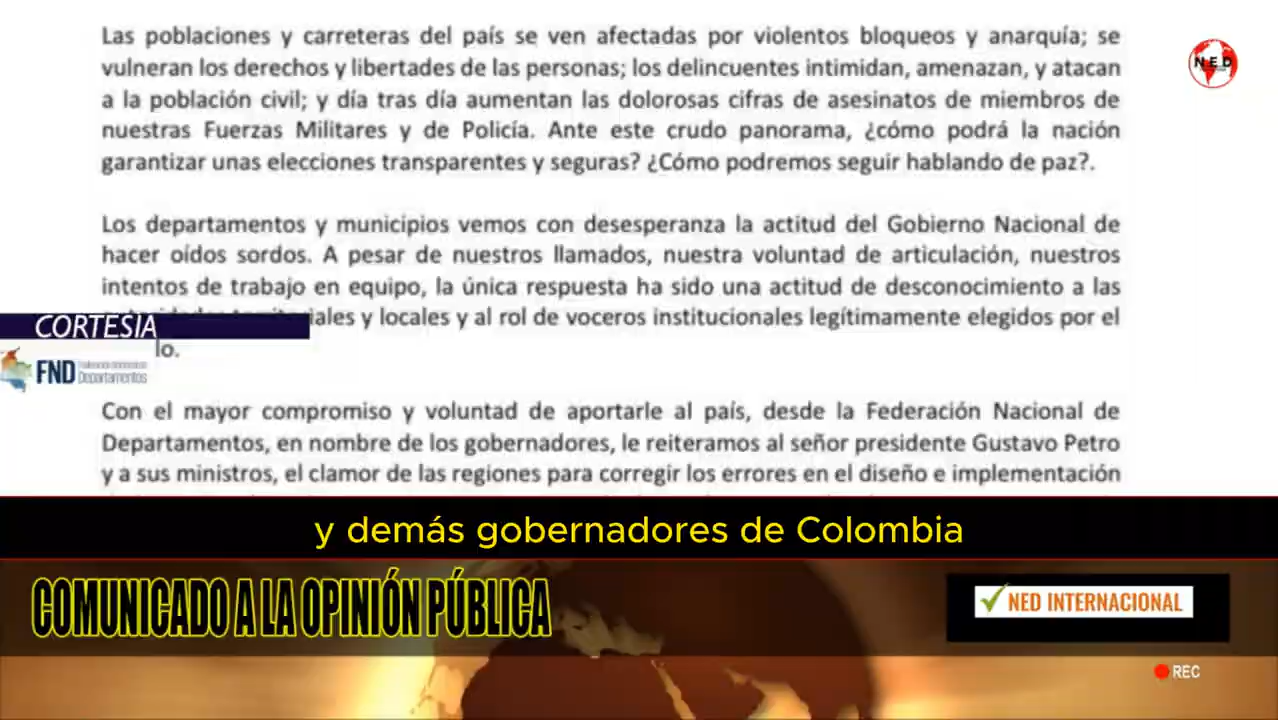 Las poblaciones y carreteras del país se ven afectadas por violentos bloqueos y anarquía; se
vulneran los derechos y libertades de las personas; los delincuentes intimidan, amenazan, y atacan
a la población civil; y día tras día aumentan las dolorosas cifras de asesinatos de miembros de
nuestras Fuerzas Militares y de Policía. Ante este crudo panorama, ¿cómo podrá la nación
garantizar unas elecciones transparentes y seguras? ¿Cómo podremos seguir hablando de paz?.
NED
Los departamentos y municipios vemos con desesperanza la actitud del Gobierno Nacional de
hacer oídos sordos. A pesar de nuestros llamados, nuestra voluntad de articulación, nuestros
intentos de trabajo en equipo, la única respuesta ha sido una actitud de desconocimiento a las
iales y locales y al rol de voceros institucionales legítimamente elegidos por el
lo.
CORTESIA
FND
Departamentos
Con el mayor compromiso y voluntad de aportarle al país, desde la Federación Nacional de
Departamentos, en nombre de los gobernadores, le reiteramos al señor presidente Gustavo Petro
y a sus ministros, el clamor de las regiones para corregir los errores en el diseño e implementación
y demás gobernadores de Colombia
COMUNICADO A LA OPINIÓN PÚBLICA
NED INTERNACIONAL
REC